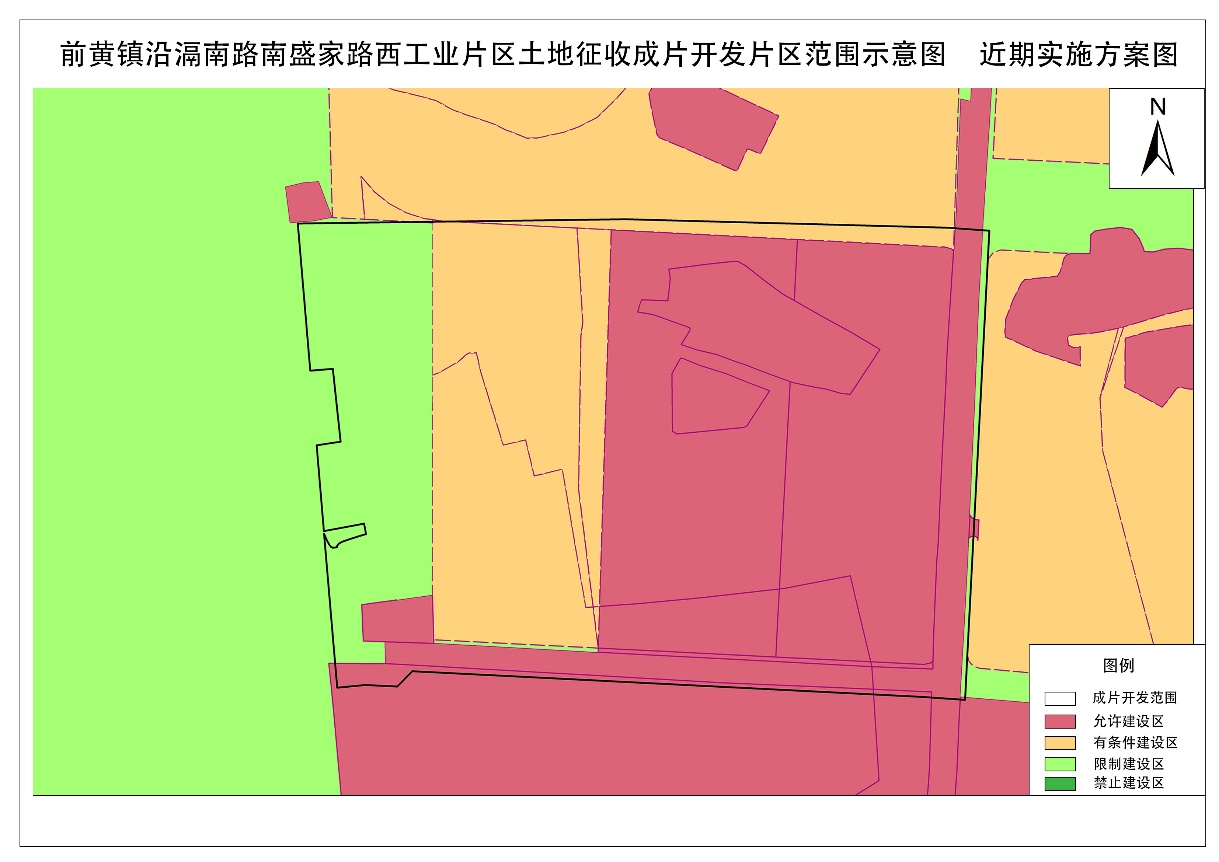 前黄镇沿滆南路南盛家路西工业片区土地征收成片开发片区范围示意图 近期实施方案图
N
图例
成片开发范围
允许建设区
有条件建设区
限制建设区
禁止建设区